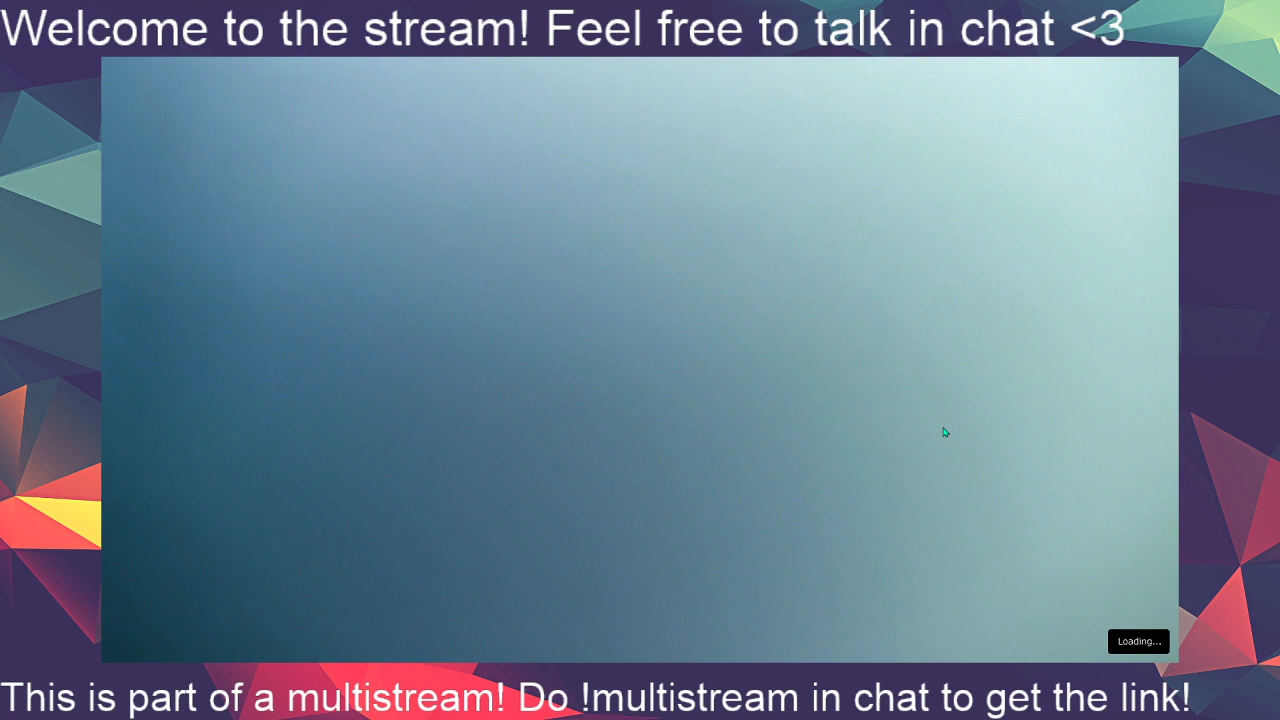 Welcome to the stream! Feel free to talk in chat <3
Loading...
This is part of a multistream! Do !multistream in chat to get the link!